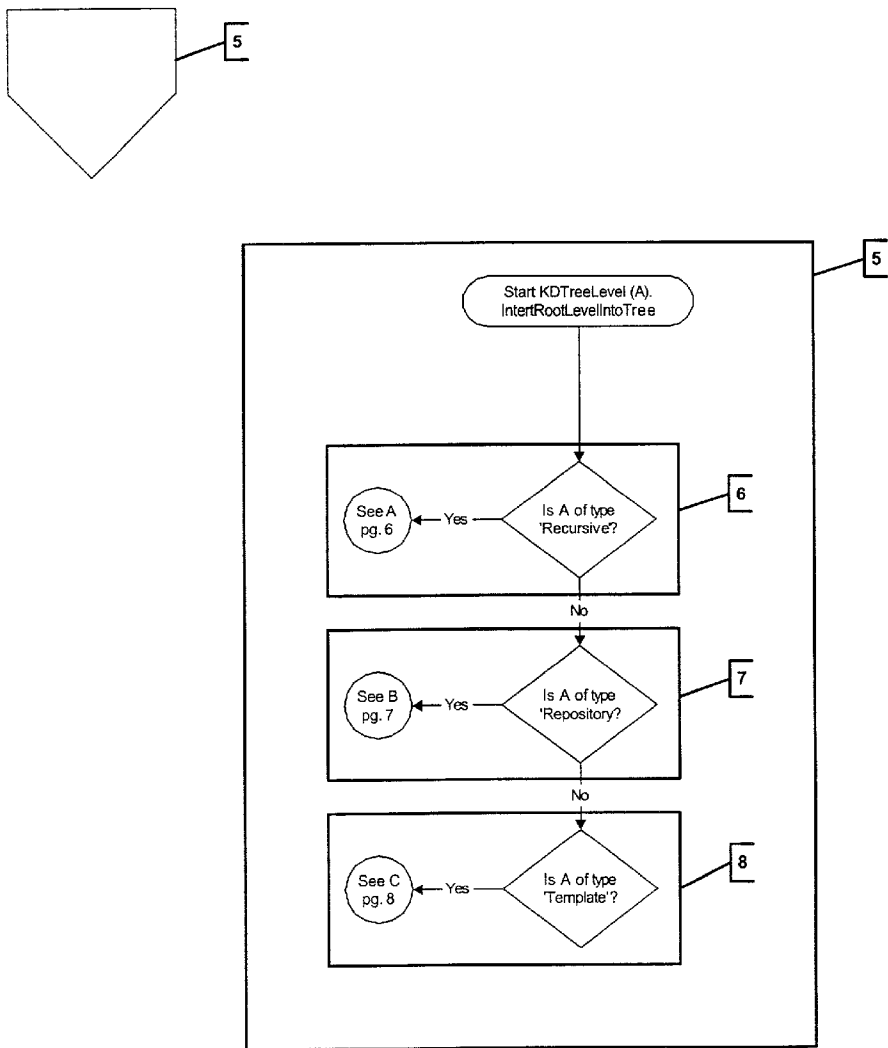 5
5
Start KDTreeLevel (A).
IntertRootLevelIntoTree
6
See A
pg. 6
Yes
Is A of type
'Recursive'?
No
7
See B
pg. 7
Yes
Is A of type
'Repository?
No
8
See C
pg. 8
Yes
Is A of type
'Template'?